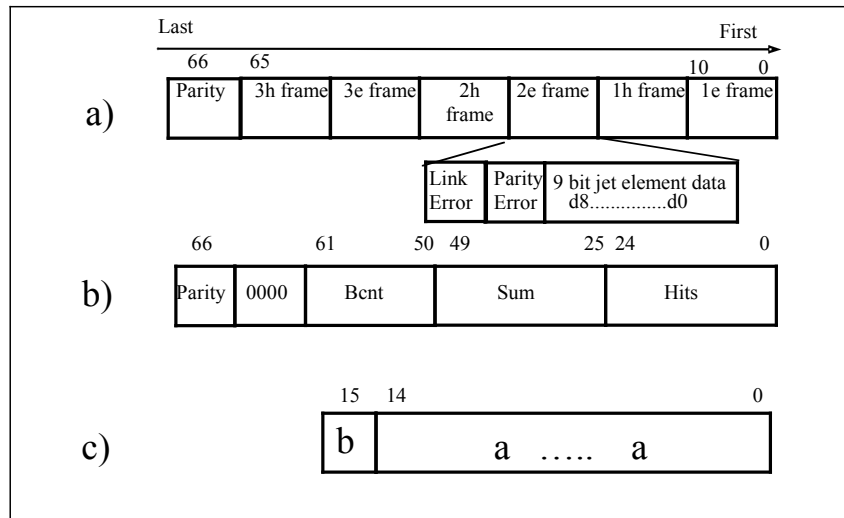 Last First
66 65 10 0
a) Parity 3h frame 3e frame 2h frame 2e frame 1h frame 1e frame
Link Error Parity Error 9 bit jet element data d8...............d0
66 61 50 49 25 24 0
b) Parity 0000 Bcnt Sum Hits
15 14 0
c) b a ….. a